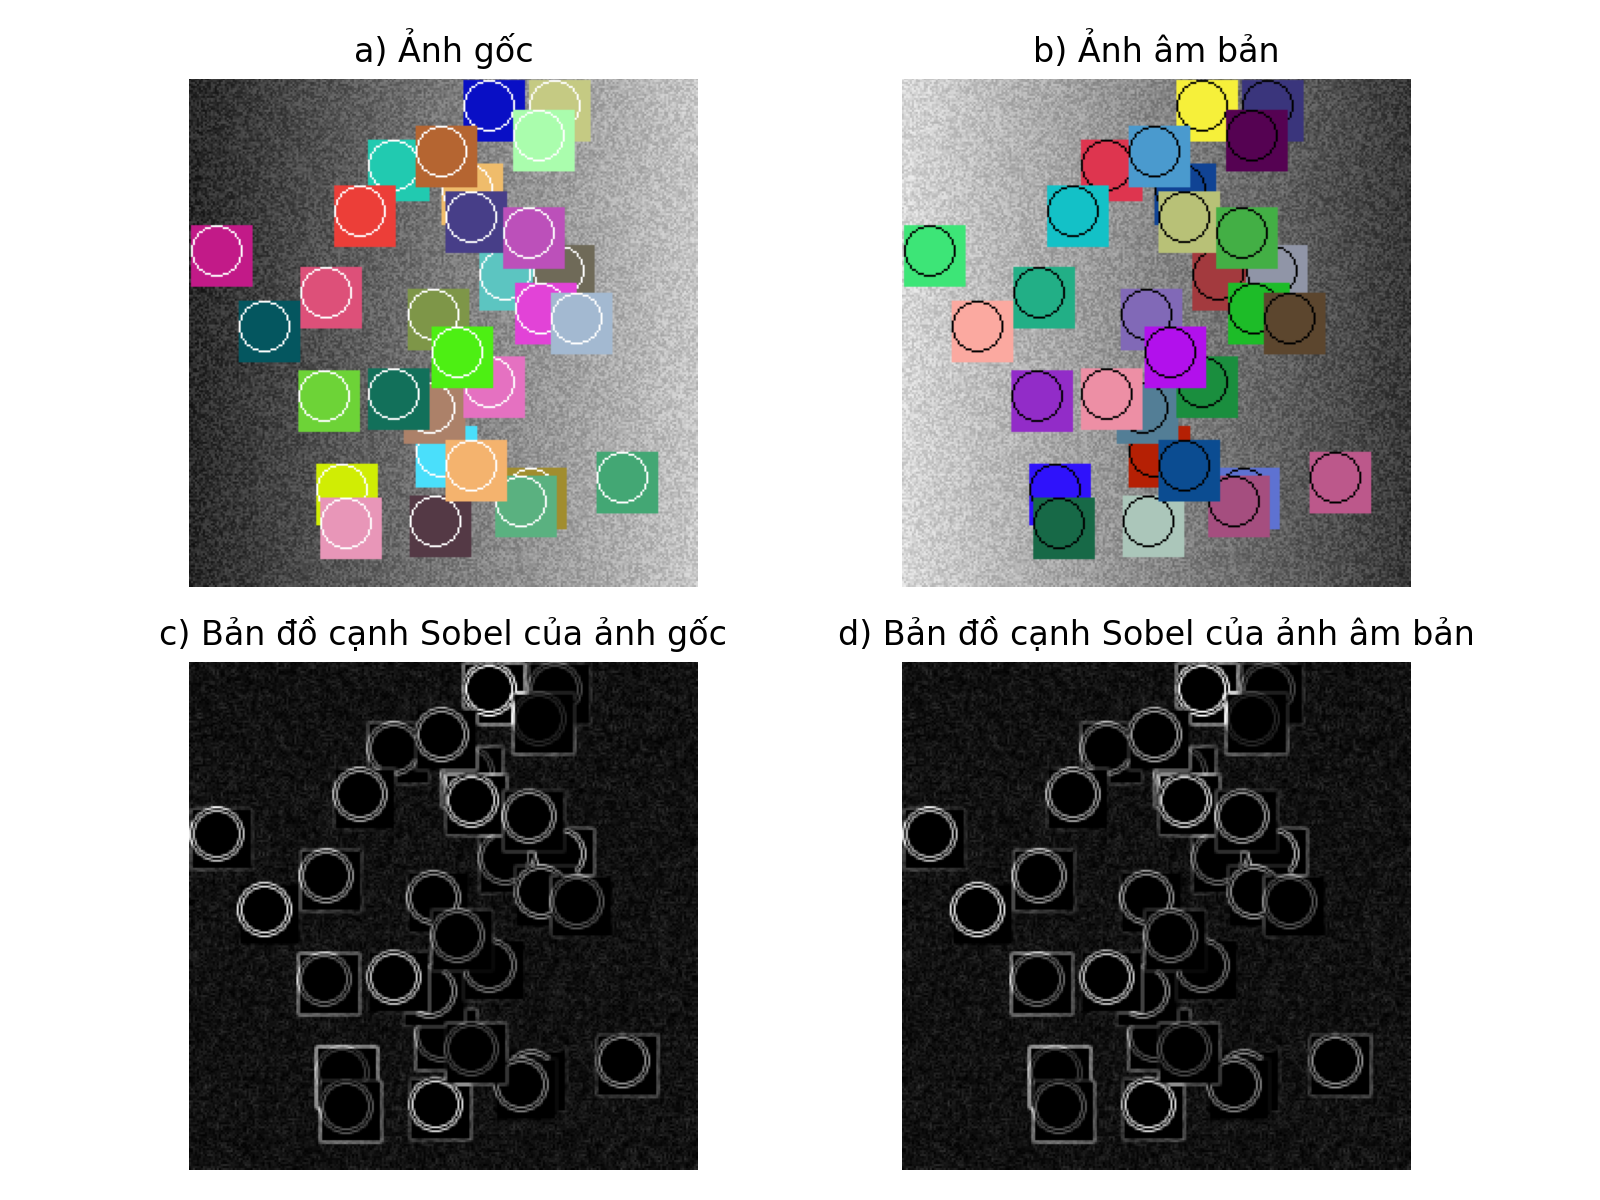 a) Ảnh gốc
b) Ảnh âm bản
c) Bản đồ cạnh Sobel của ảnh gốc
d) Bản đồ cạnh Sobel của ảnh âm bản